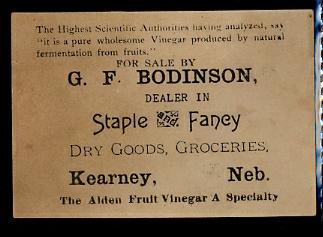 The Highest Scientific Authorities having analyzed, say
"it is a pure wholesome Vinegar produced by natural
fermentation from fruits."
FOR SALE BY
G. F. BODINSON,
DEALER IN
Staple and Fancy
DRY GOODS, GROCERIES,
Kearney, Neb.
The Alden Fruit Vinegar A Specialty